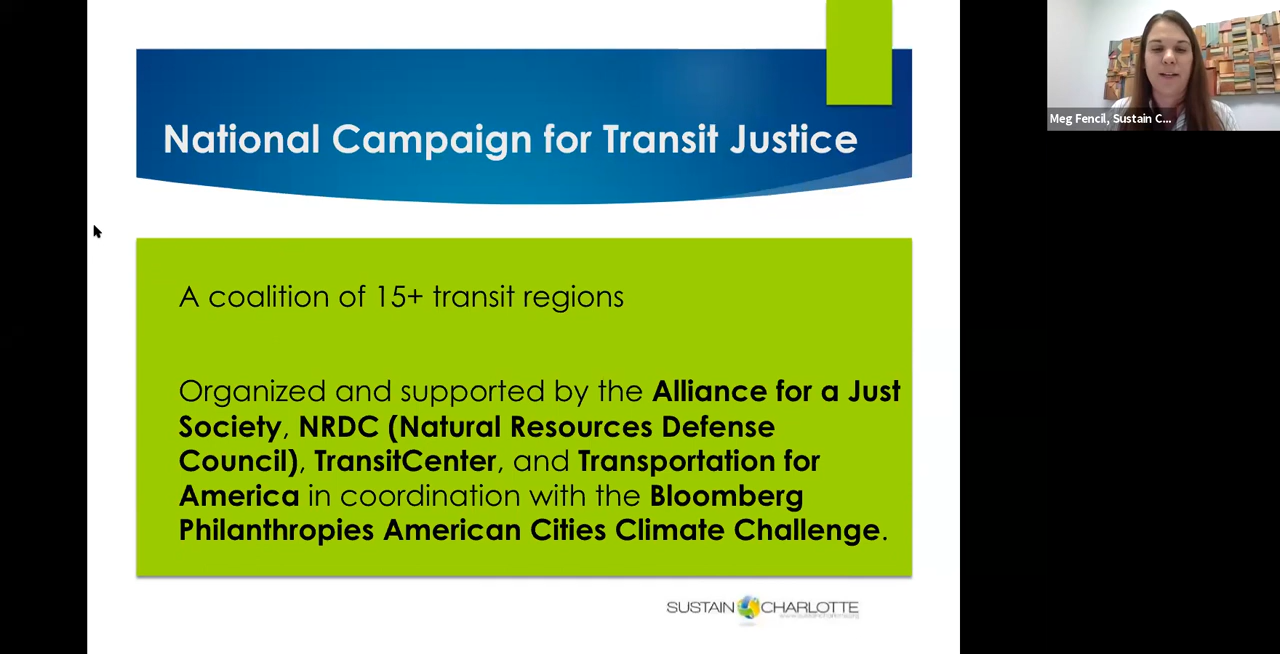 National Campaign for Transit Justice
Meg Fencil, Sustain C...
A coalition of 15+ transit regions
Organized and supported by the Alliance for a Just
Society, NRDC (Natural Resources Defense
Council), TransitCenter, and Transportation for
America in coordination with the Bloomberg
Philanthropies American Cities Climate Challenge.
SUSTAIN CHARLOTTE